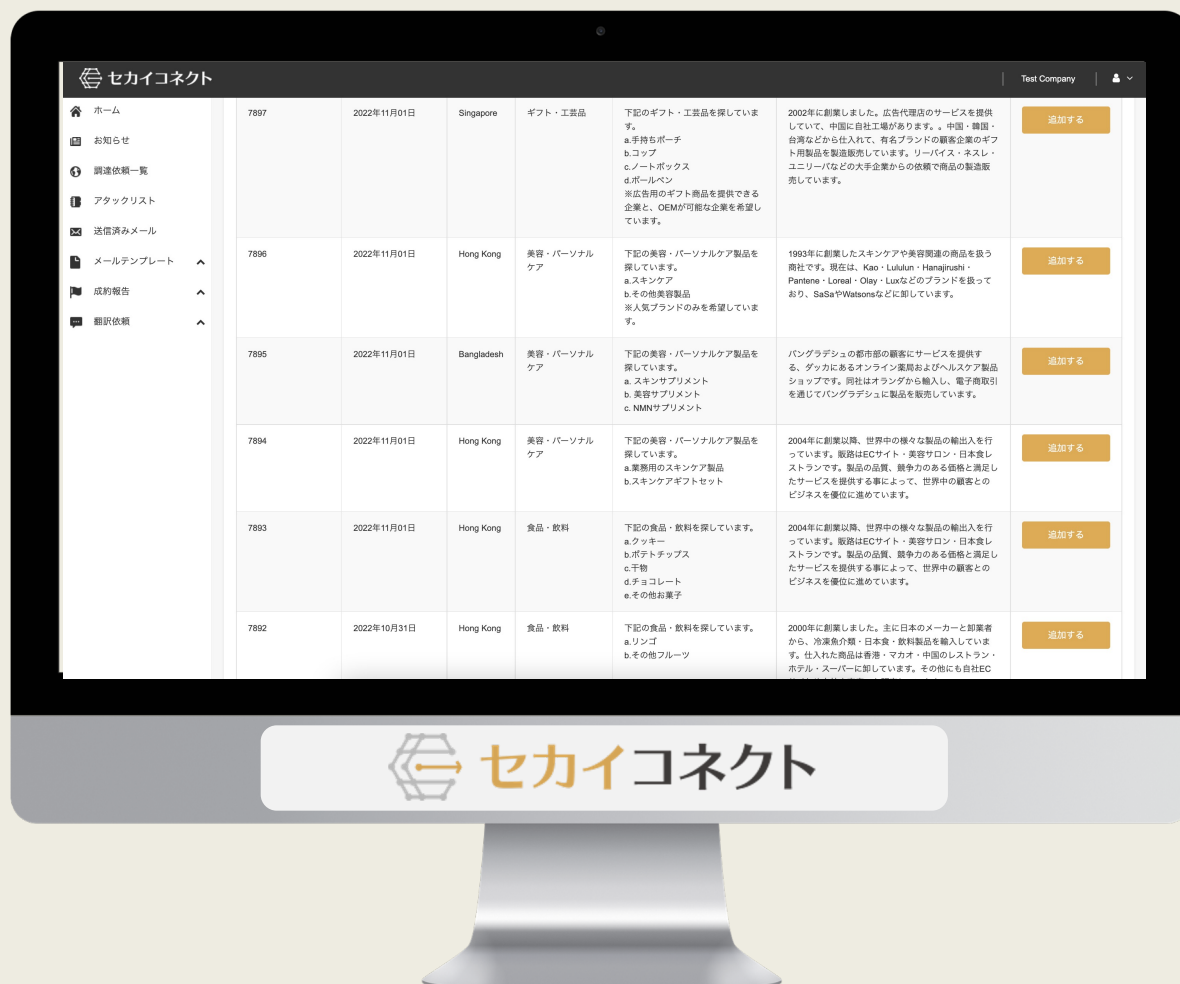 セカイコネクト
Test Company
ホーム
お知らせ
調達依頼一覧
アタックリスト
送信済みメール
メールテンプレート
成約報告
翻訳依頼
7897
2022年11月01日
Singapore
ギフト・工芸品
下記のギフト・工芸品を探していま
す。
a.手持ちポーチ
b.コップ
c.ノートボックス
d.ボールペン
※広告用のギフト商品を提供できる
企業と、OEMが可能な企業を希望し
ています。
2002年に創業しました。広告代理店のサービスを提供
していて、中国に自社工場があります。。中国・韓国・
台湾などから仕入れて、有名ブランドの顧客企業のギフ
ト用製品を製造販売しています。リーバイス・ネスレ・
ユニリーバなどの大手企業からの依頼で商品の製造販
売しています。
追加する
7896
2022年11月01日
Hong Kong
美容・パーソナル
ケア
下記の美容・パーソナルケア製品を
探しています。
a.スキンケア
b.その他美容製品
※人気ブランドのみを希望していま
す。
1993年に創業したスキンケアや美容関連の商品を扱う
商社です。現在は、Kao・Lululun・Hanajirushi・
Pantene・Loreal・Olay・Luxなどのブランドを扱って
おり、SaSaやWatsonsなどに卸しています。
追加する
7895
2022年11月01日
Bangladesh
美容・パーソナル
ケア
下記の美容・パーソナルケア製品を
探しています。
a. スキンサプリメント
b. 美容サプリメント
c. NMNサプリメント
バングラデシュの都市部の顧客にサービスを提供す
る、ダッカにあるオンライン薬局およびヘルスケア製品
ショップです。同社はオランダから輸入し、電子商取引
を通じてバングラデシュに製品を販売しています。
追加する
7894
2022年11月01日
Hong Kong
美容・パーソナル
ケア
下記の美容・パーソナルケア製品を
探しています。
a.業務用のスキンケア製品
b.スキンケアギフトセット
2004年に創業以降、世界中の様々な製品の輸出入を行
っています。販路はECサイト・美容サロン・日本食レ
ストランです。製品の品質、競争力のある価格と満足し
たサービスを提供する事によって、世界中の顧客との
ビジネスを優位に進めています。
追加する
7893
2022年11月01日
Hong Kong
食品・飲料
下記の食品・飲料を探しています。
a.クッキー
b.ポテトチップス
c.干物
d.チョコレート
e.その他お菓子
2004年に創業以降、世界中の様々な製品の輸出入を行
っています。販路はECサイト・美容サロン・日本食レ
ストランです。製品の品質、競争力のある価格と満足し
たサービスを提供する事によって、世界中の顧客との
ビジネスを優位に進めています。
追加する
7892
2022年10月31日
Hong Kong
食品・飲料
下記の食品・飲料を探しています。
a.リンゴ
b.その他フルーツ
2000年に創業しました。主に日本のメーカーと卸業者
から、冷凍魚介類・日本食・飲料製品を輸入していま
す。仕入れた商品は香港・マカオ・中国のレストラン・
ホテル・スーパーに卸しています。その他にも自社EC
追加する
セカイコネクト